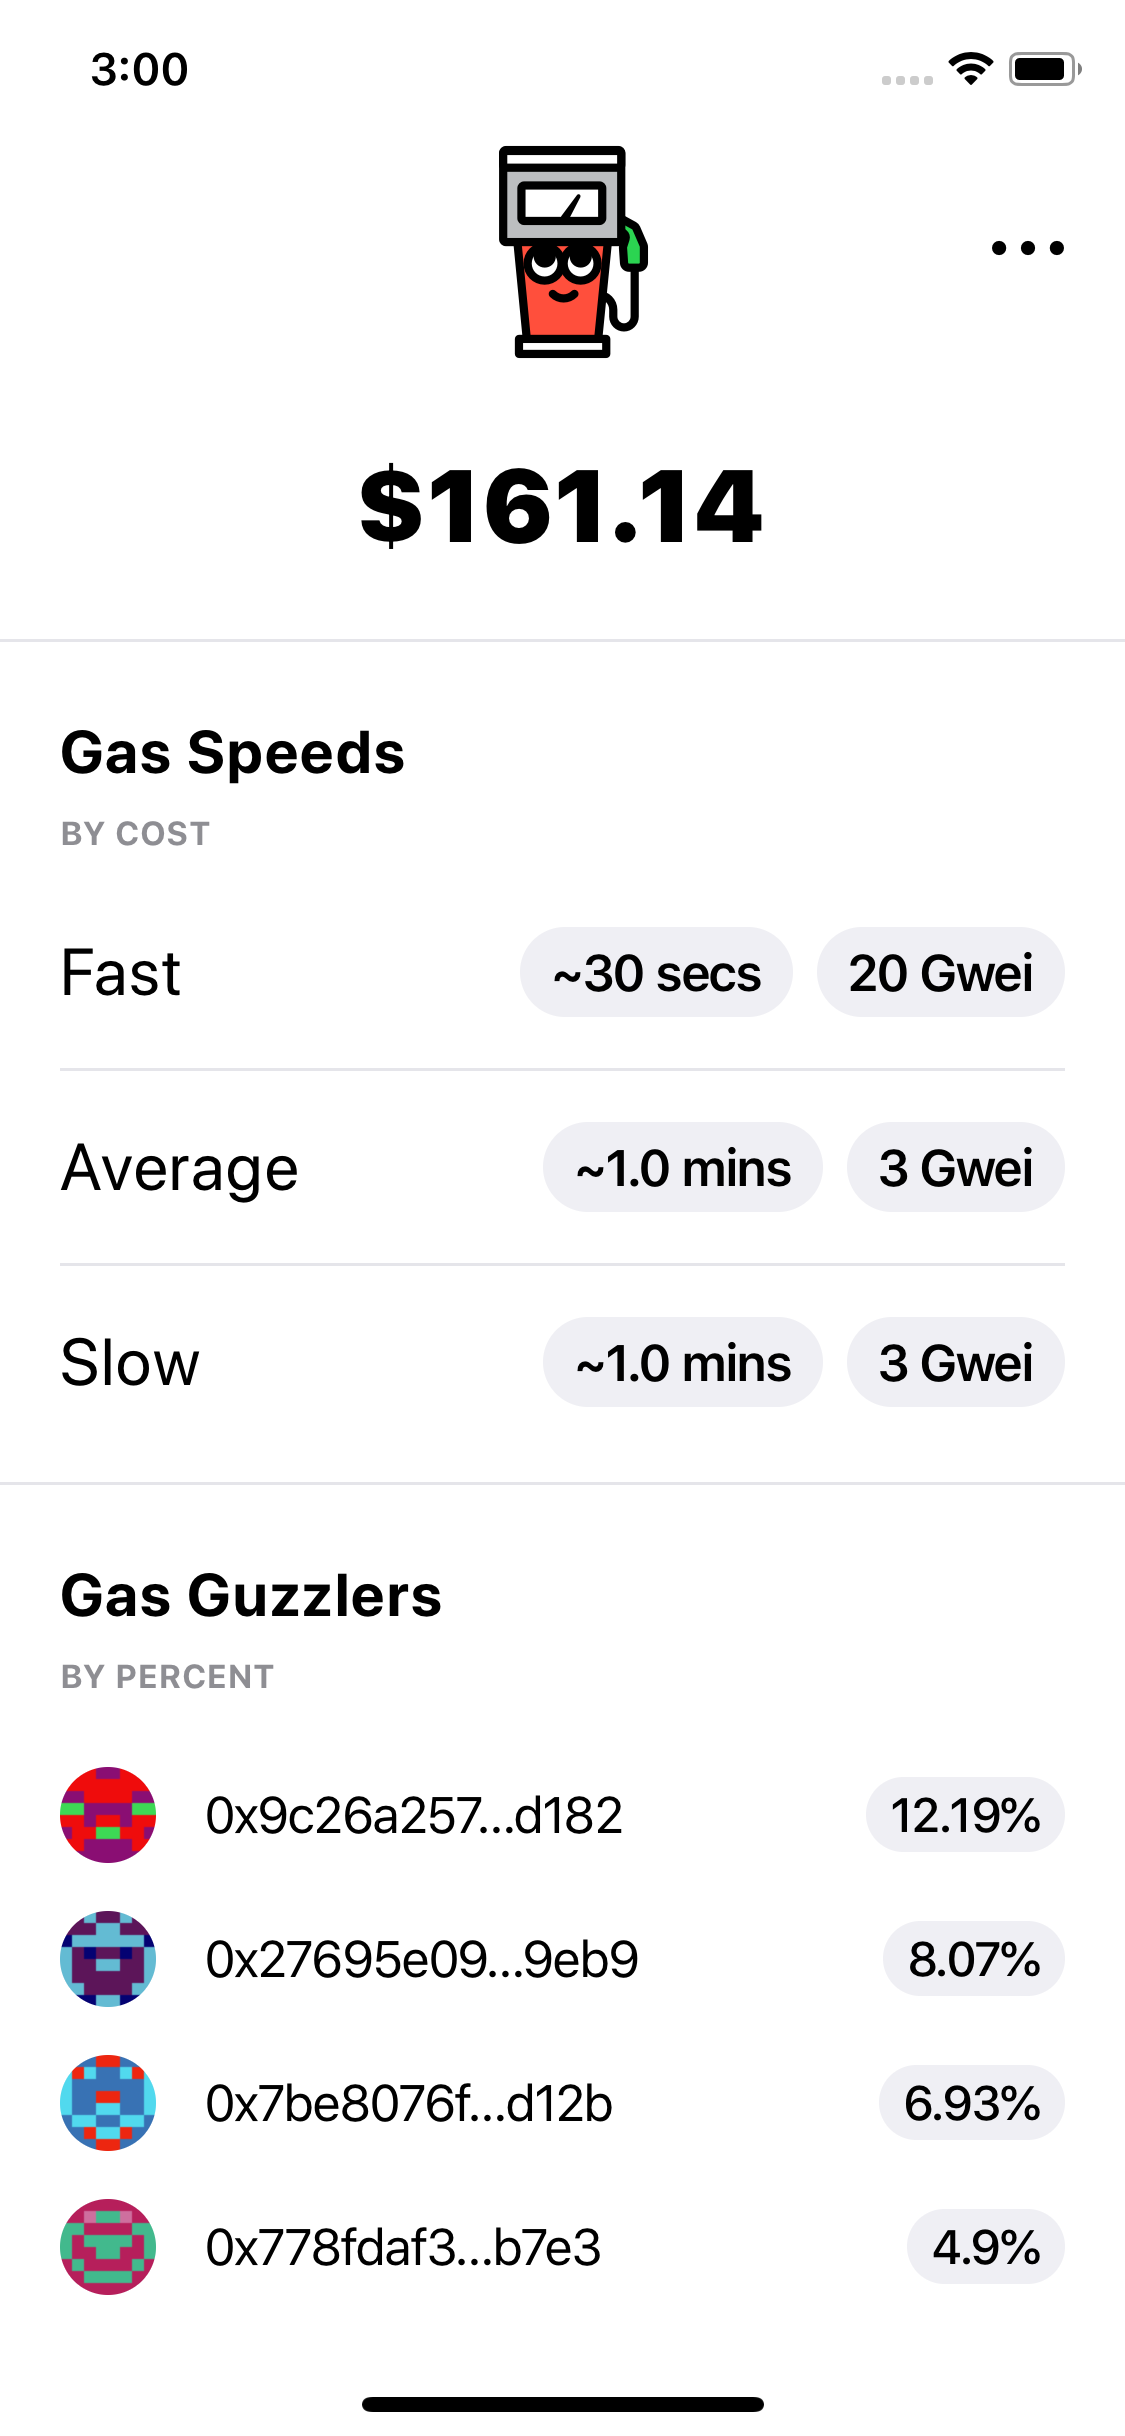 3:00
$161.14
Gas Speeds
BY COST
Fast ~30 secs 20 Gwei
Average ~1.0 mins 3 Gwei
Slow ~1.0 mins 3 Gwei
Gas Guzzlers
BY PERCENT
0x9c26a257...d182 12.19%
0x27695e09...9eb9 8.07%
0x7be8076f...d12b 6.93%
0x778fdaf3...b7e3 4.9%